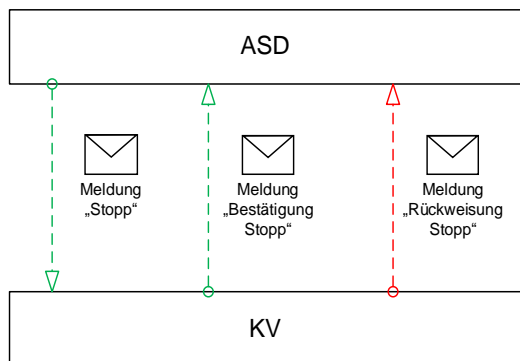 ASD
Meldung
„Stopp“
Meldung
„Bestätigung
Stopp“
Meldung
„Rückweisung
Stopp“
KV